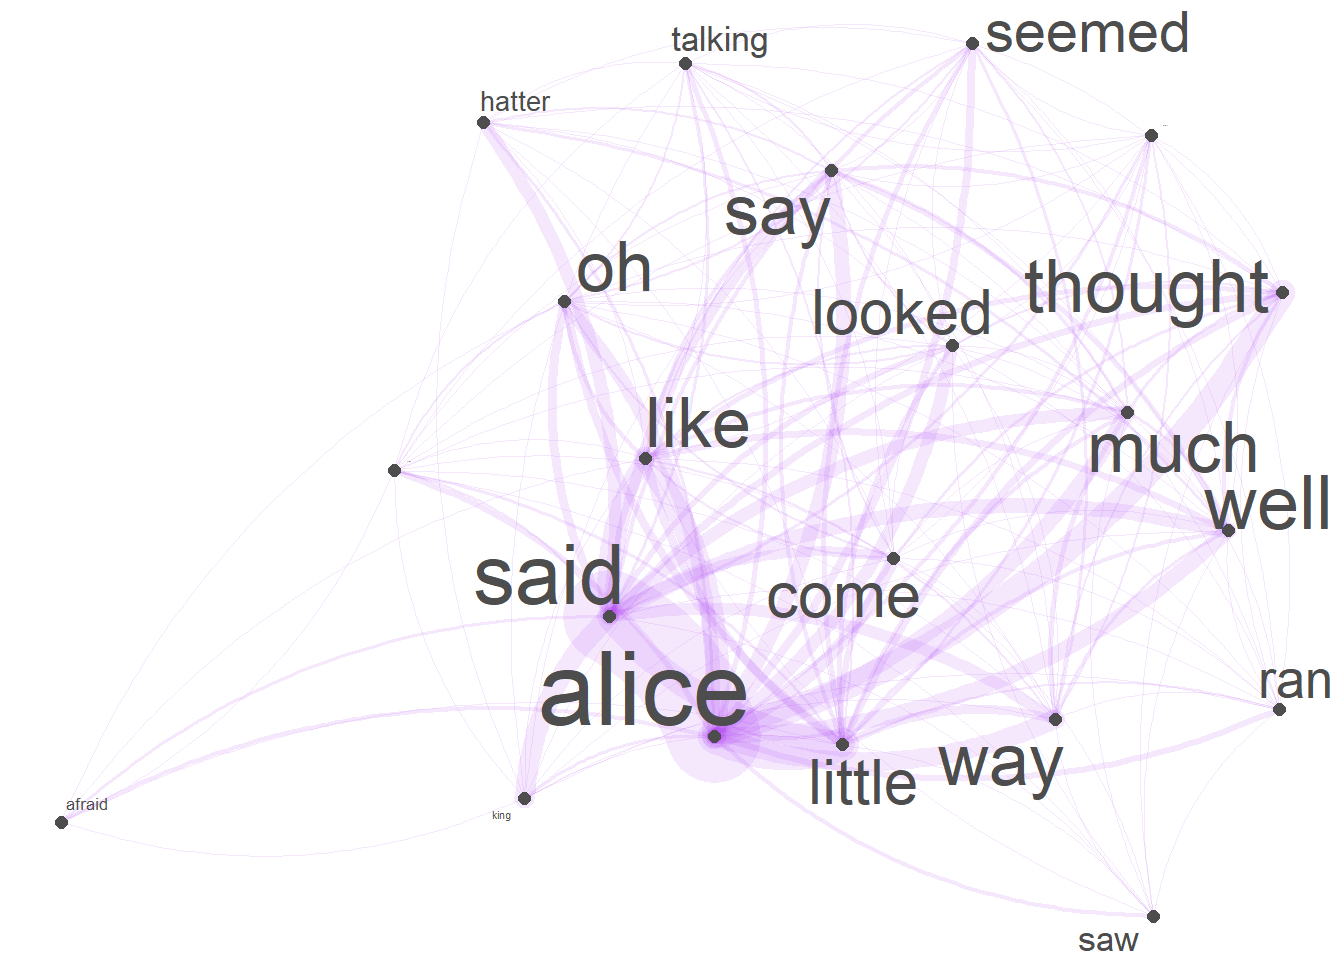 seemed
talking
hatter
say
oh
thought
looked
like
much
well
said
come
alice
ran
way
little
afraid
king
saw